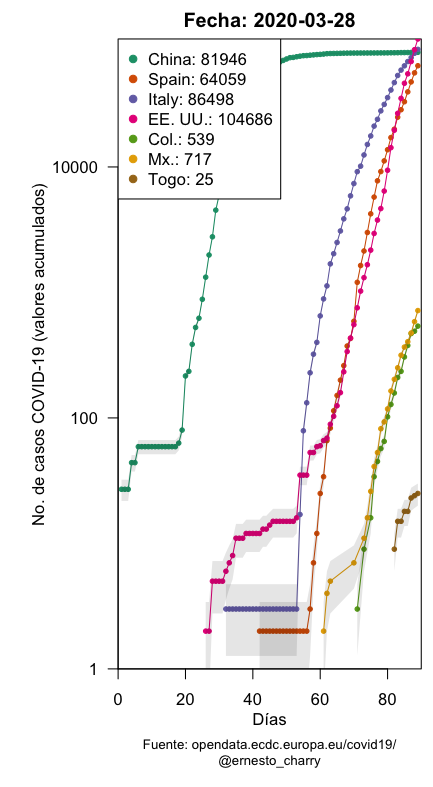 Fecha: 2020-03-28
China: 81946
Spain: 64059
Italy: 86498
EE. UU.: 104686
Col.: 539
Mx.: 717
Togo: 25
No. de casos COVID-19 (valores acumulados)
10000
100
1
0 20 40 60 80
Días
Fuente: opendata.ecdc.europa.eu/covid19/
@ernesto_charry